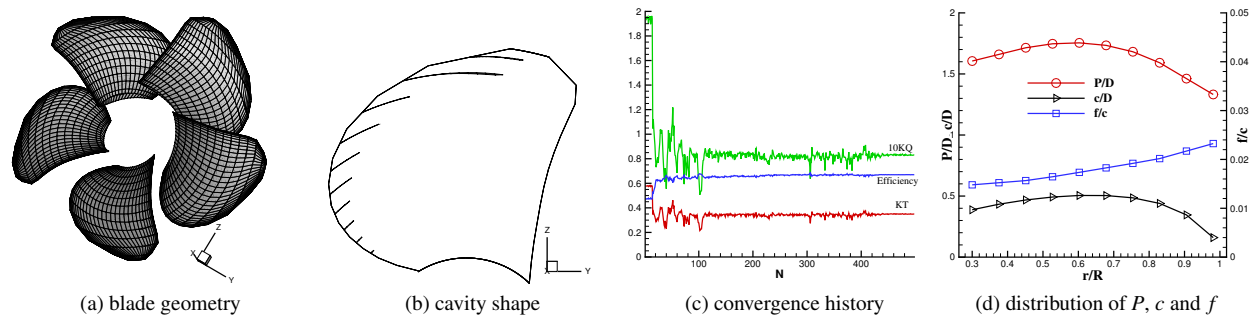 Z
X
Y
(a) blade geometry
Z
X
Y
(b) cavity shape
2
1.8
1.6
1.4
1.2
1
0.8
0.6
0.4
0.2
0
10KQ
Efficiency
KT
100
200
300
400
N
(c) convergence history
2
1.5
1
0.5
0
P/D_c/D
P/D
c/D
f/c
0.05
0.04
0.03
0.02
0.01
0
f/c
0.3 0.4 0.5 0.6 0.7 0.8 0.9 1
r/R
(d) distribution of P, c and f